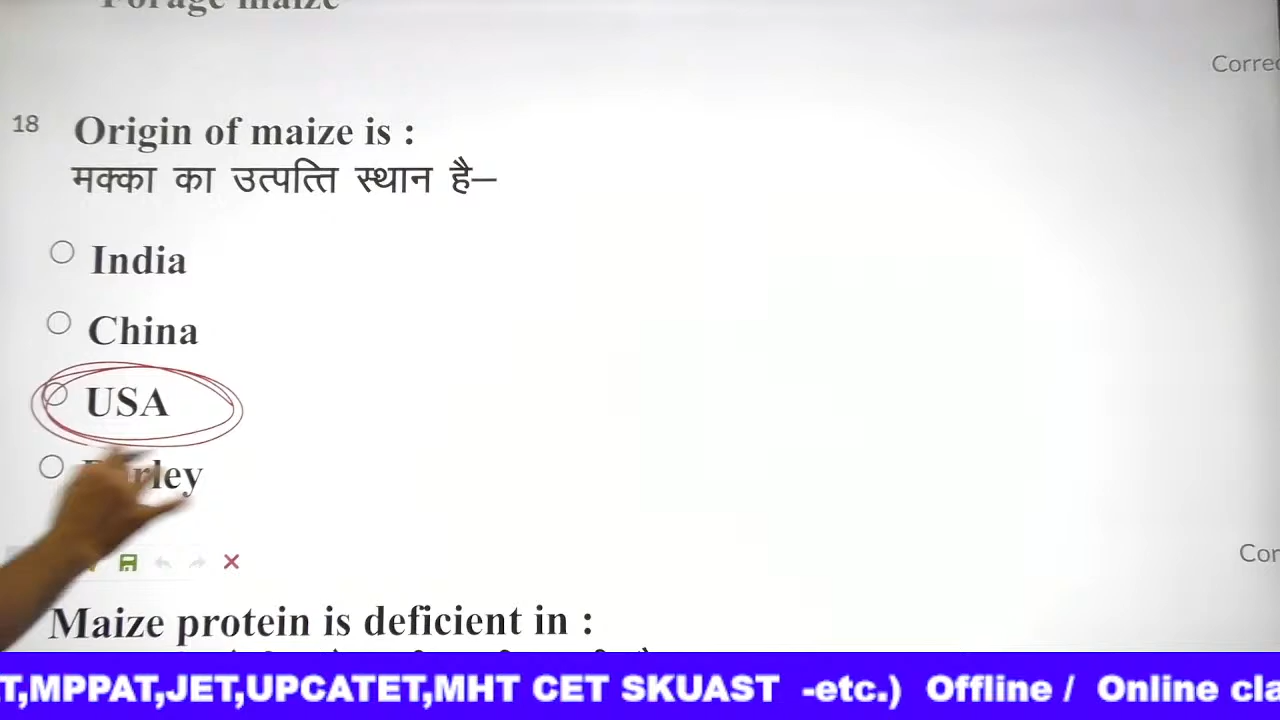 Forage maize
Correc
18 Origin of maize is :
मक्का का उत्पत्ति स्थान है–
India
China
USA
Cor
Maize protein is deficient in :
T,MPPAT,JET,UPCATET,MHT CET SKUAST -etc.) Offline / Online cla